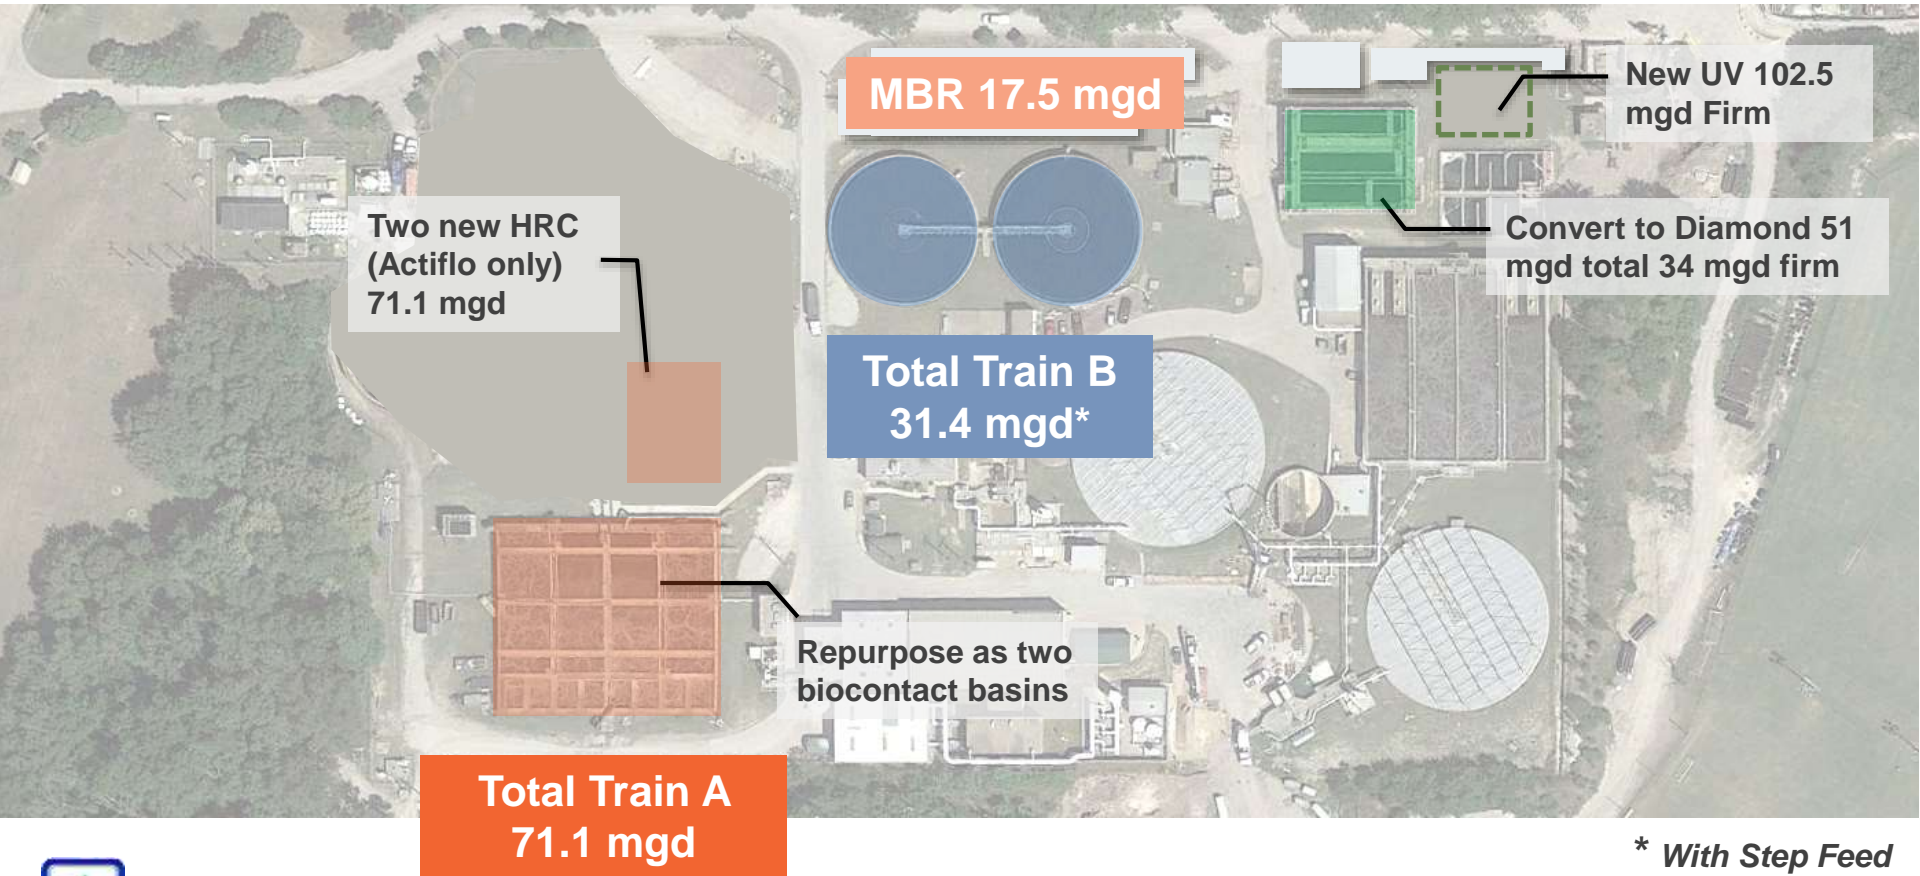 MBR 17.5 mgd
New UV 102.5
mgd Firm
Two new HRC
(Actiflo only)
71.1 mgd
Convert to Diamond 51
mgd total 34 mgd firm
Total Train B
31.4 mgd*
Repurpose as two
biocontact basins
Total Train A
71.1 mgd
* With Step Feed